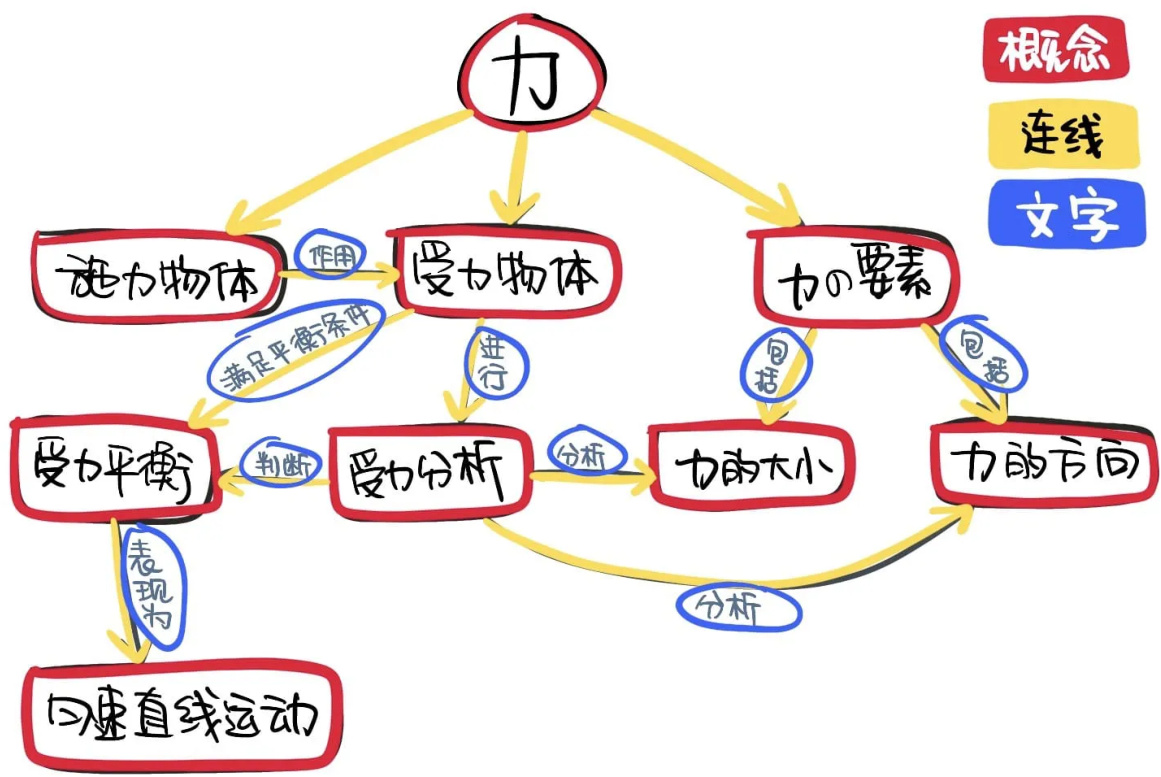 力
概念
连线
文字
施力物体
作用
受力物体
力の要素
满足平衡条件
进行
包括
包括
受力平衡
判断
受力分析
分析
力的大小
力的方向
表现为
分析
匀速直线运动